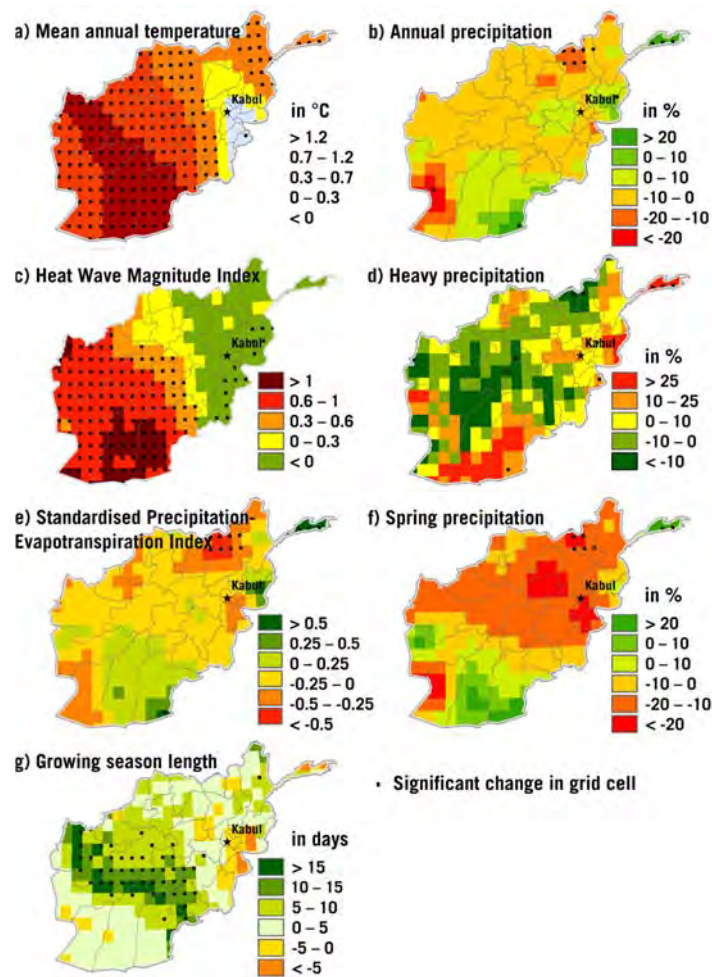 a) Mean annual temperature
Kabul
in °C
> 1.2
0.7 – 1.2
0.3 – 0.7
0 – 0.3
< 0
b) Annual precipitation
Kabul
in %
> 20
0 – 10
0 – 10
-10 – 0
-20 – -10
< -20
c) Heat Wave Magnitude Index
Kabul
> 1
0.6 – 1
0.3 – 0.6
0 – 0.3
< 0
d) Heavy precipitation
Kabul
in %
> 25
10 – 25
0 – 10
-10 – 0
< -10
e) Standardised Precipitation-
Evapotranspiration Index
Kabul
> 0.5
0.25 – 0.5
0 – 0.25
-0.25 – 0
-0.5 – -0.25
< -0.5
f) Spring precipitation
Kabul
in %
> 20
0 – 10
0 – 10
-10 – 0
-20 – -10
< -20
g) Growing season length
Kabul
in days
> 15
10 – 15
5 – 10
0 – 5
-5 – 0
< -5
Significant change in grid cell